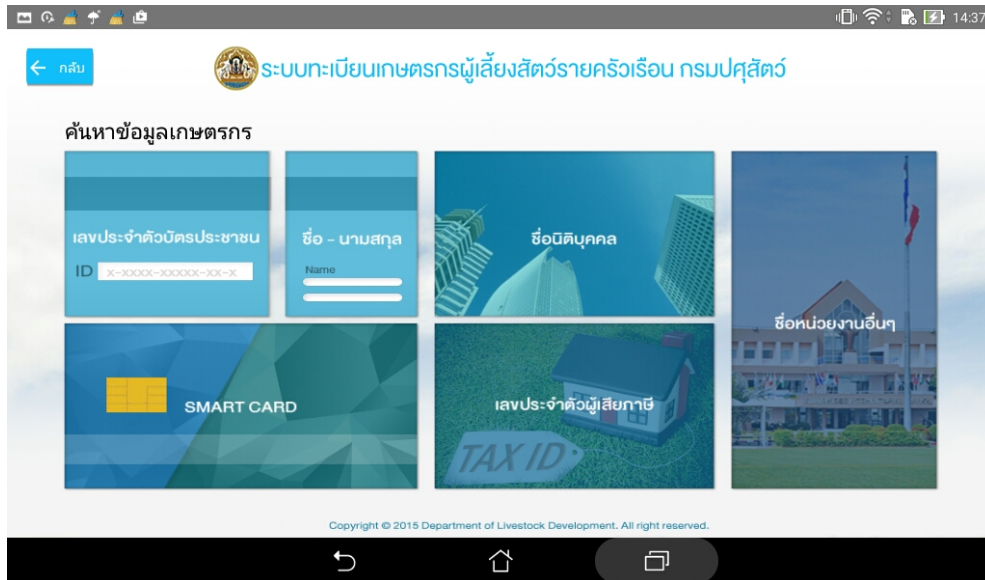 14:37
กลับ
ระบบทะเบียนเกษตรกรผู้เลี้ยงสัตว์รายครัวเรือน กรมปศุสัตว์
ค้นหาข้อมูลเกษตรกร
เลขประจำตัวบัตรประชาชน
ID x-xxxx-xxxxx-xx-x
ชื่อ - นามสกุล
Name
ชื่อนิติบุคคล
ชื่อหน่วยงานอื่นๆ
SMART CARD
เลขประจำตัวผู้เสียภาษี
TAX ID
Copyright © 2015 Department of Livestock Development. All right reserved.